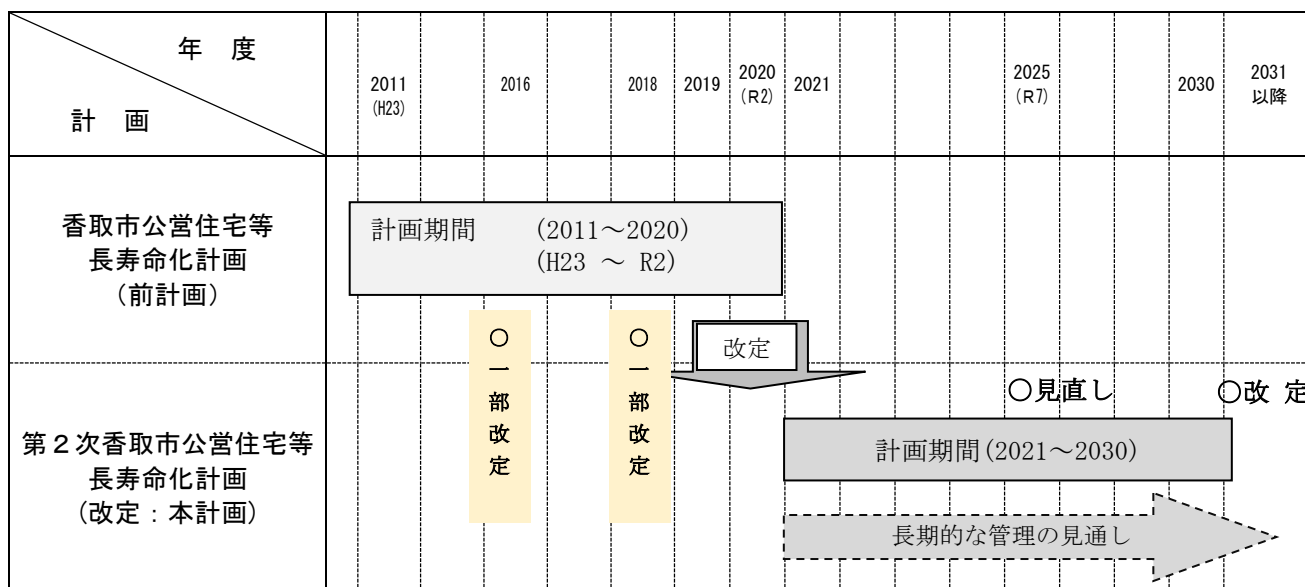 年 度
計 画
2011
(H23)
2016
2018
2019
2020
(R2)
2021
2025
(R7)
2030
2031
以降
香取市公営住宅等
長寿命化計画
(前計画)
計画期間 (2011~2020)
(H23 ~ R2)
○一部改定
○一部改定
改定
第2次香取市公営住宅等
長寿命化計画
(改定:本計画)
○見直し
○改 定
計画期間(2021~2030)
長期的な管理の見通し